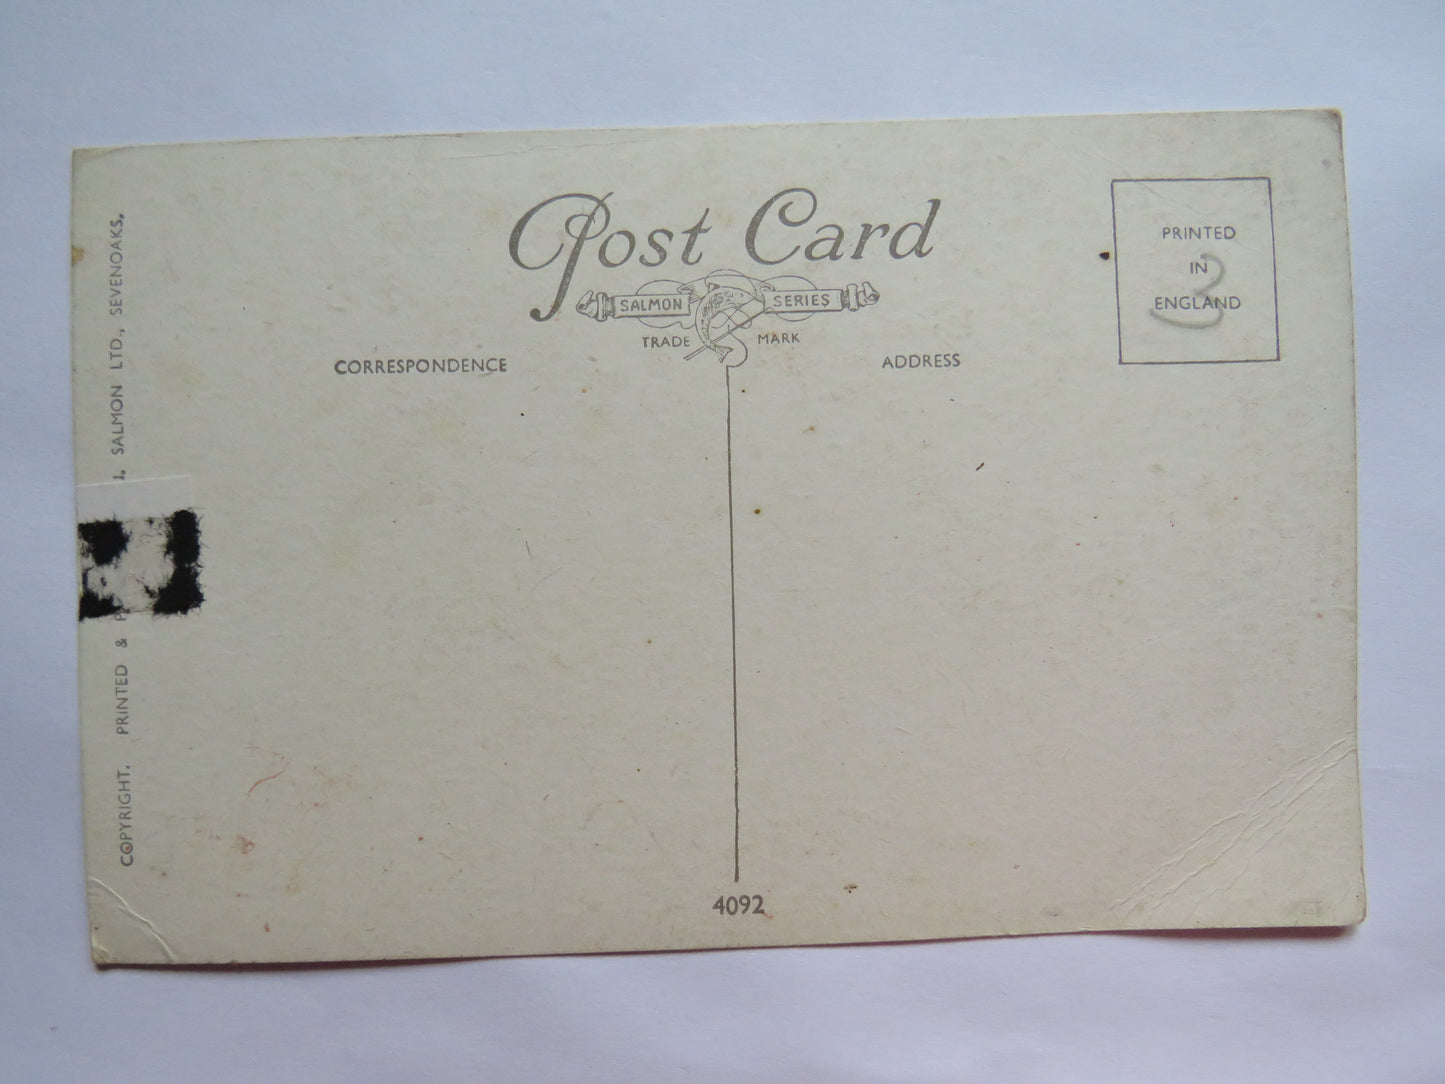 Post Card
SALMON SERIES
TRADE MARK
CORRESPONDENCE
ADDRESS
PRINTED
IN
ENGLAND
3
COPYRIGHT. PRINTED & J. SALMON LTD., SEVENOAKS.
4092